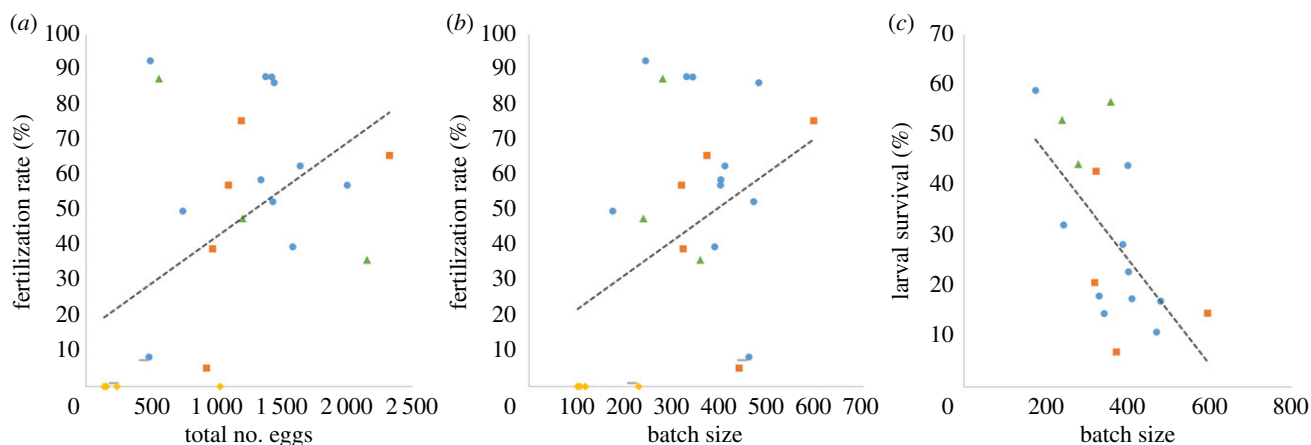 (a)
fertilization rate (%)
100
90
80
70
60
50
40
30
20
10
0 500 1 000 1 500 2 000 2 500
total no. eggs
(b)
fertilization rate (%)
100
90
80
70
60
50
40
30
20
10
0 100 200 300 400 500 600 700
batch size
(c)
larval survival (%)
70
60
50
40
30
20
10
0 200 400 600 800
batch size